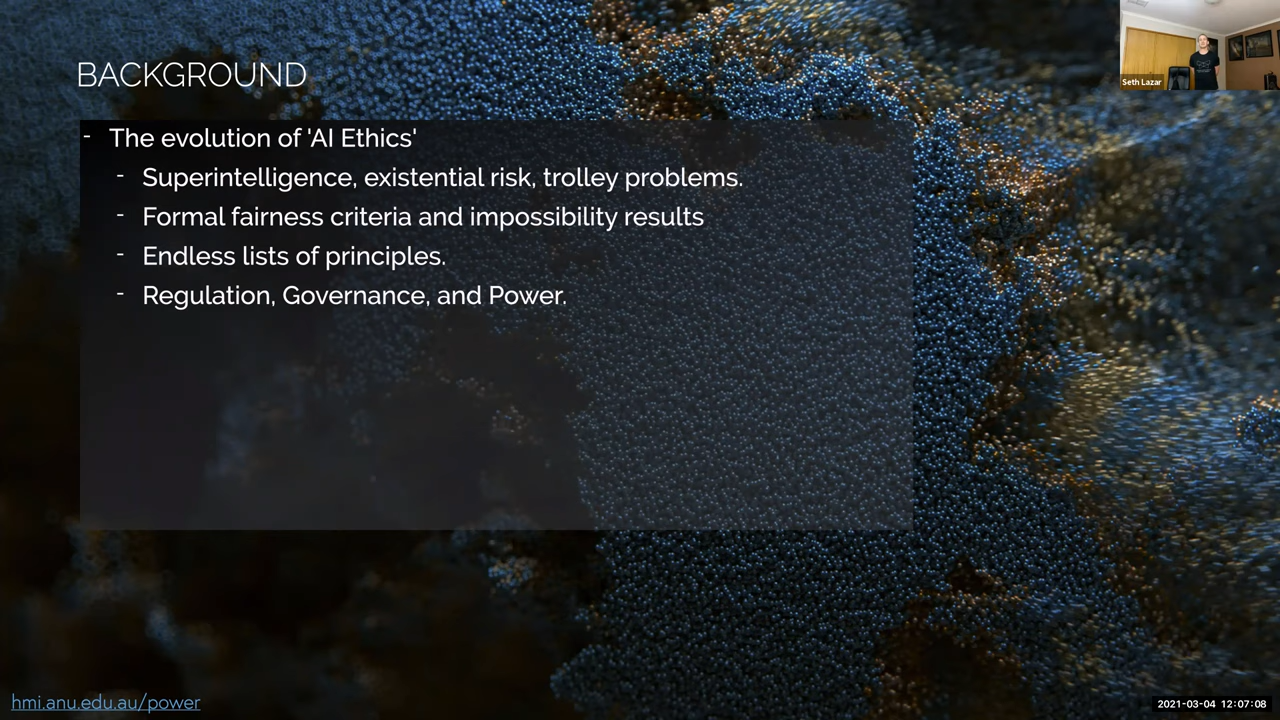 BACKGROUND
- The evolution of 'AI Ethics'
- Superintelligence, existential risk, trolley problems.
- Formal fairness criteria and impossibility results
- Endless lists of principles.
- Regulation, Governance, and Power.
Seth Lazar
hmi.anu.edu.au/power
2021-03-04 12:07:08